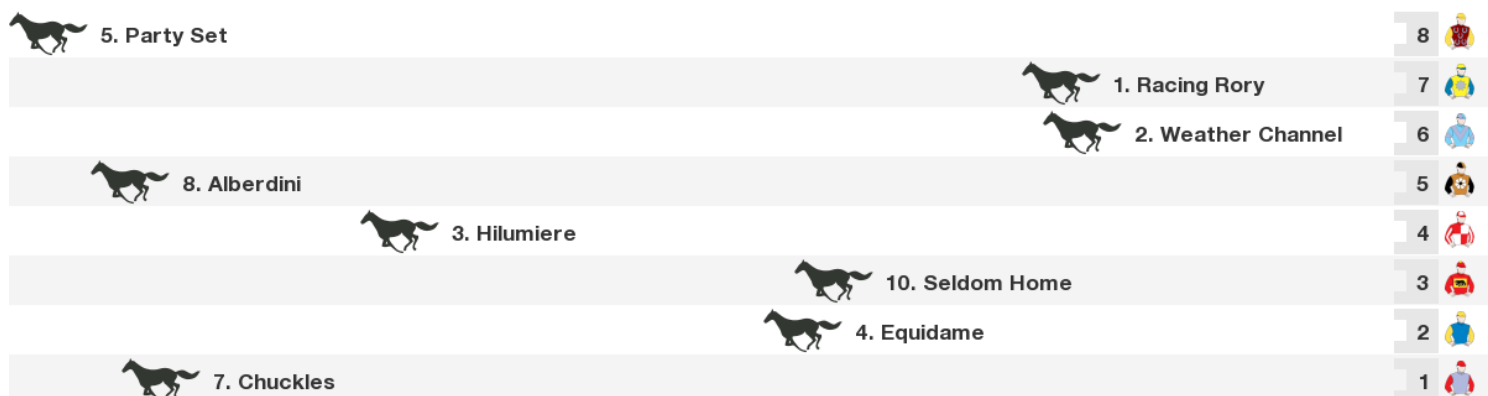 5. Party Set 8
1. Racing Rory 7
2. Weather Channel 6
8. Alberdini 5
3. Hilumiere 4
10. Seldom Home 3
4. Equidame 2
7. Chuckles 1